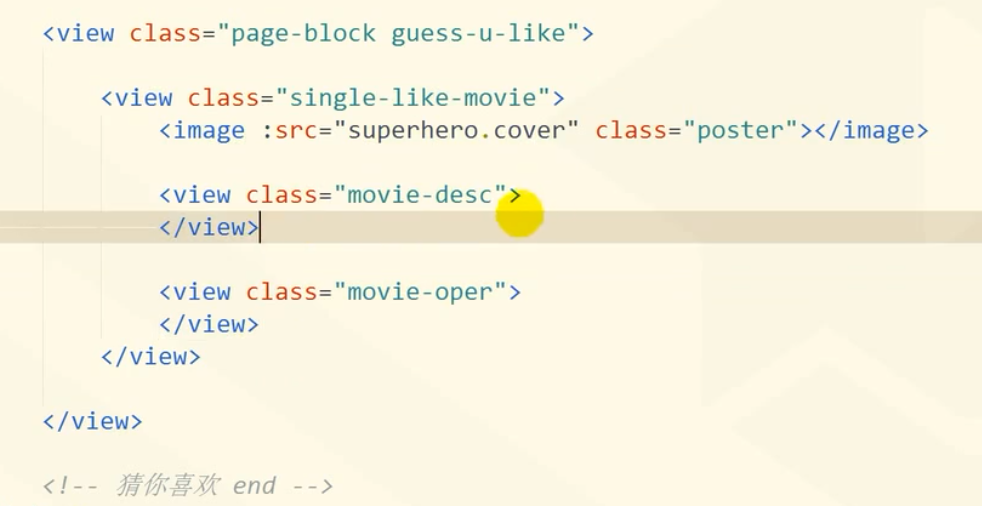 <view class="page-block guess-u-like">
<view class="single-like-movie">
<image :src="superhero.cover" class="poster"></image>
<view class="movie-desc">
</view>
<view class="movie-oper">
</view>
</view>
</view>
<!-- 猜你喜欢 end -->